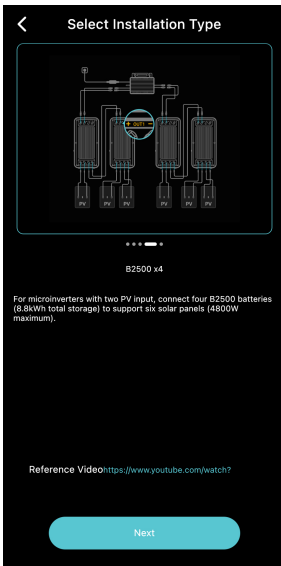 Select Installation Type
+ OUT1 -
PV PV PV PV PV PV
B2500 x4
For microinverters with two PV input, connect four B2500 batteries
(8.8kWh total storage) to support six solar panels (4800W
maximum).
Reference Videohttps://www.youtube.com/watch?
Next